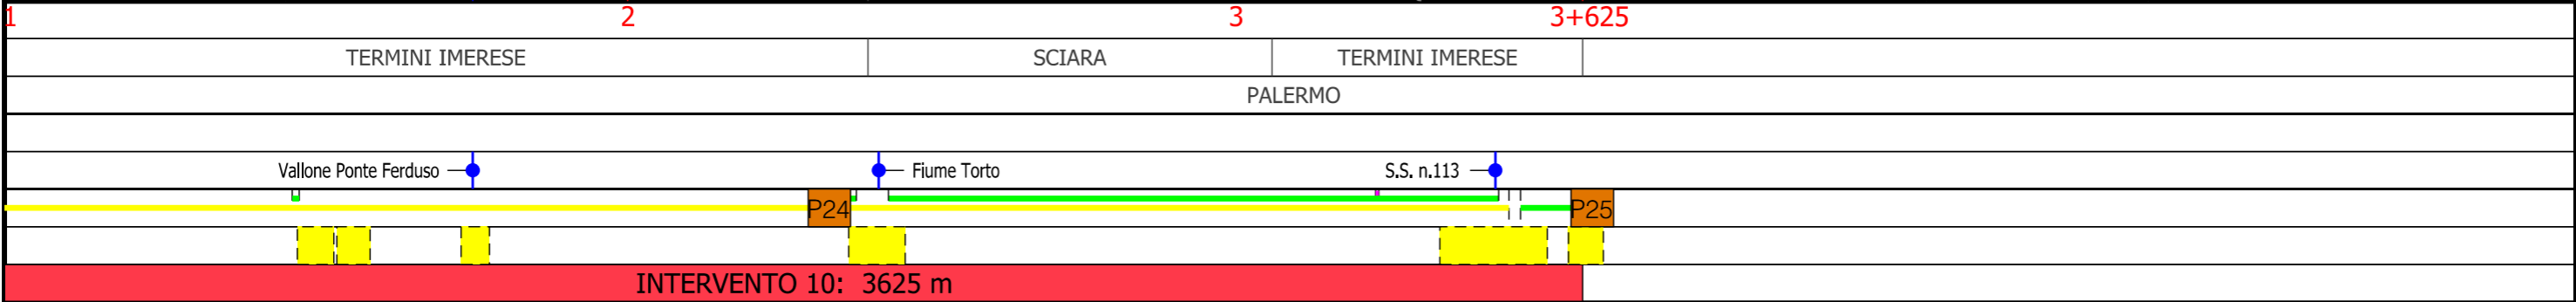 1 2 3 3+625
TERMINI IMERESE SCIARA TERMINI IMERESE
PALERMO
Vallone Ponte Ferduso Fiume Torto S.S. n.113
P24 P25
INTERVENTO 10: 3625 m